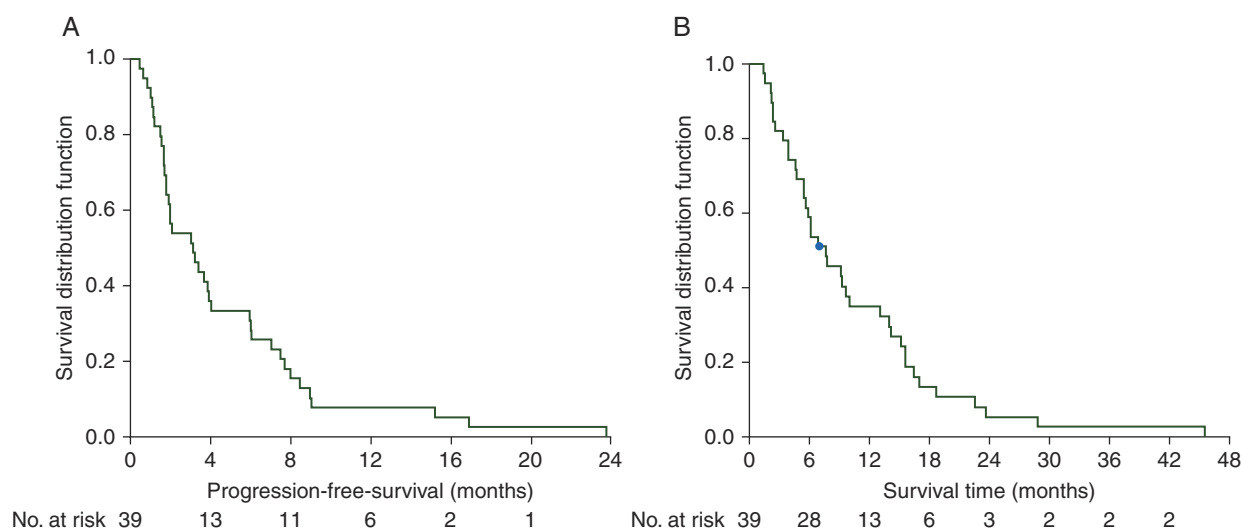 A
B
Survival distribution function
1.0
0.8
0.6
0.4
0.2
0.0
0 4 8 12 16 20 24
Progression-free-survival (months)
No. at risk 39 13 11 6 2 1
Survival distribution function
1.0
0.8
0.6
0.4
0.2
0.0
0 6 12 18 24 30 36 42 48
Survival time (months)
No. at risk 39 28 13 6 3 2 2 2